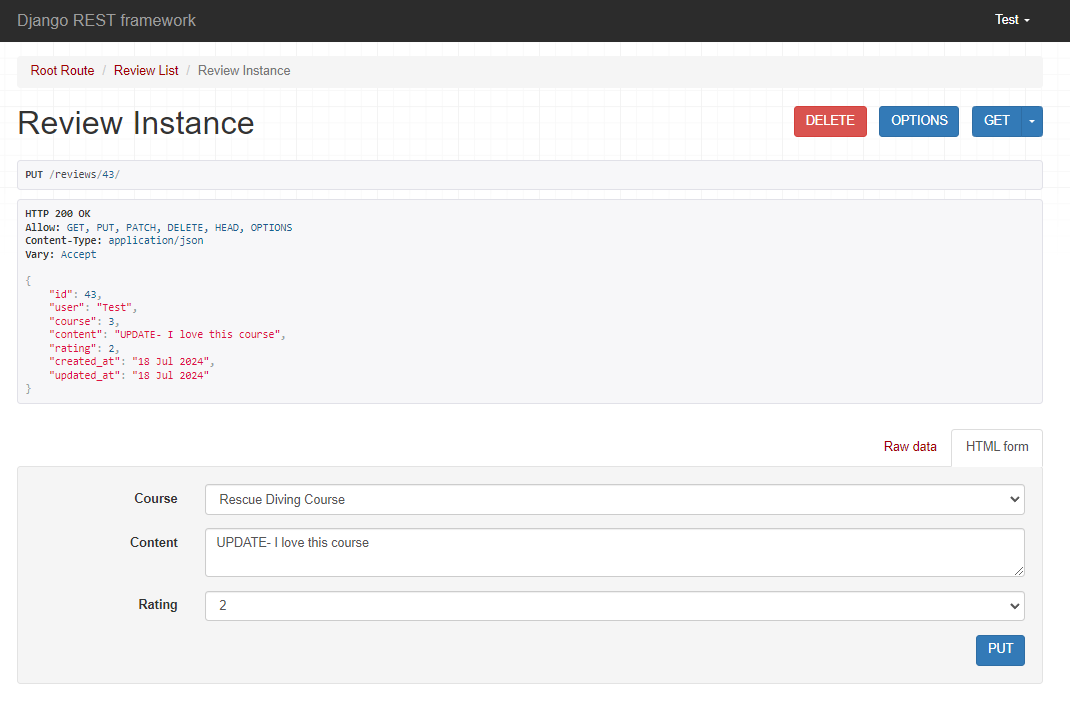 Django REST framework
Test
Root Route / Review List / Review Instance
Review Instance
DELETE
OPTIONS
GET
PUT /reviews/43/
HTTP 200 OK
Allow: GET, PUT, PATCH, DELETE, HEAD, OPTIONS
Content-Type: application/json
Vary: Accept
{
    "id": 43,
    "user": "Test",
    "course": 3,
    "content": "UPDATE- I love this course",
    "rating": 2,
    "created_at": "18 Jul 2024",
    "updated_at": "18 Jul 2024"
}
Raw data
HTML form
Course
Rescue Diving Course
Content
UPDATE- I love this course
Rating
2
PUT